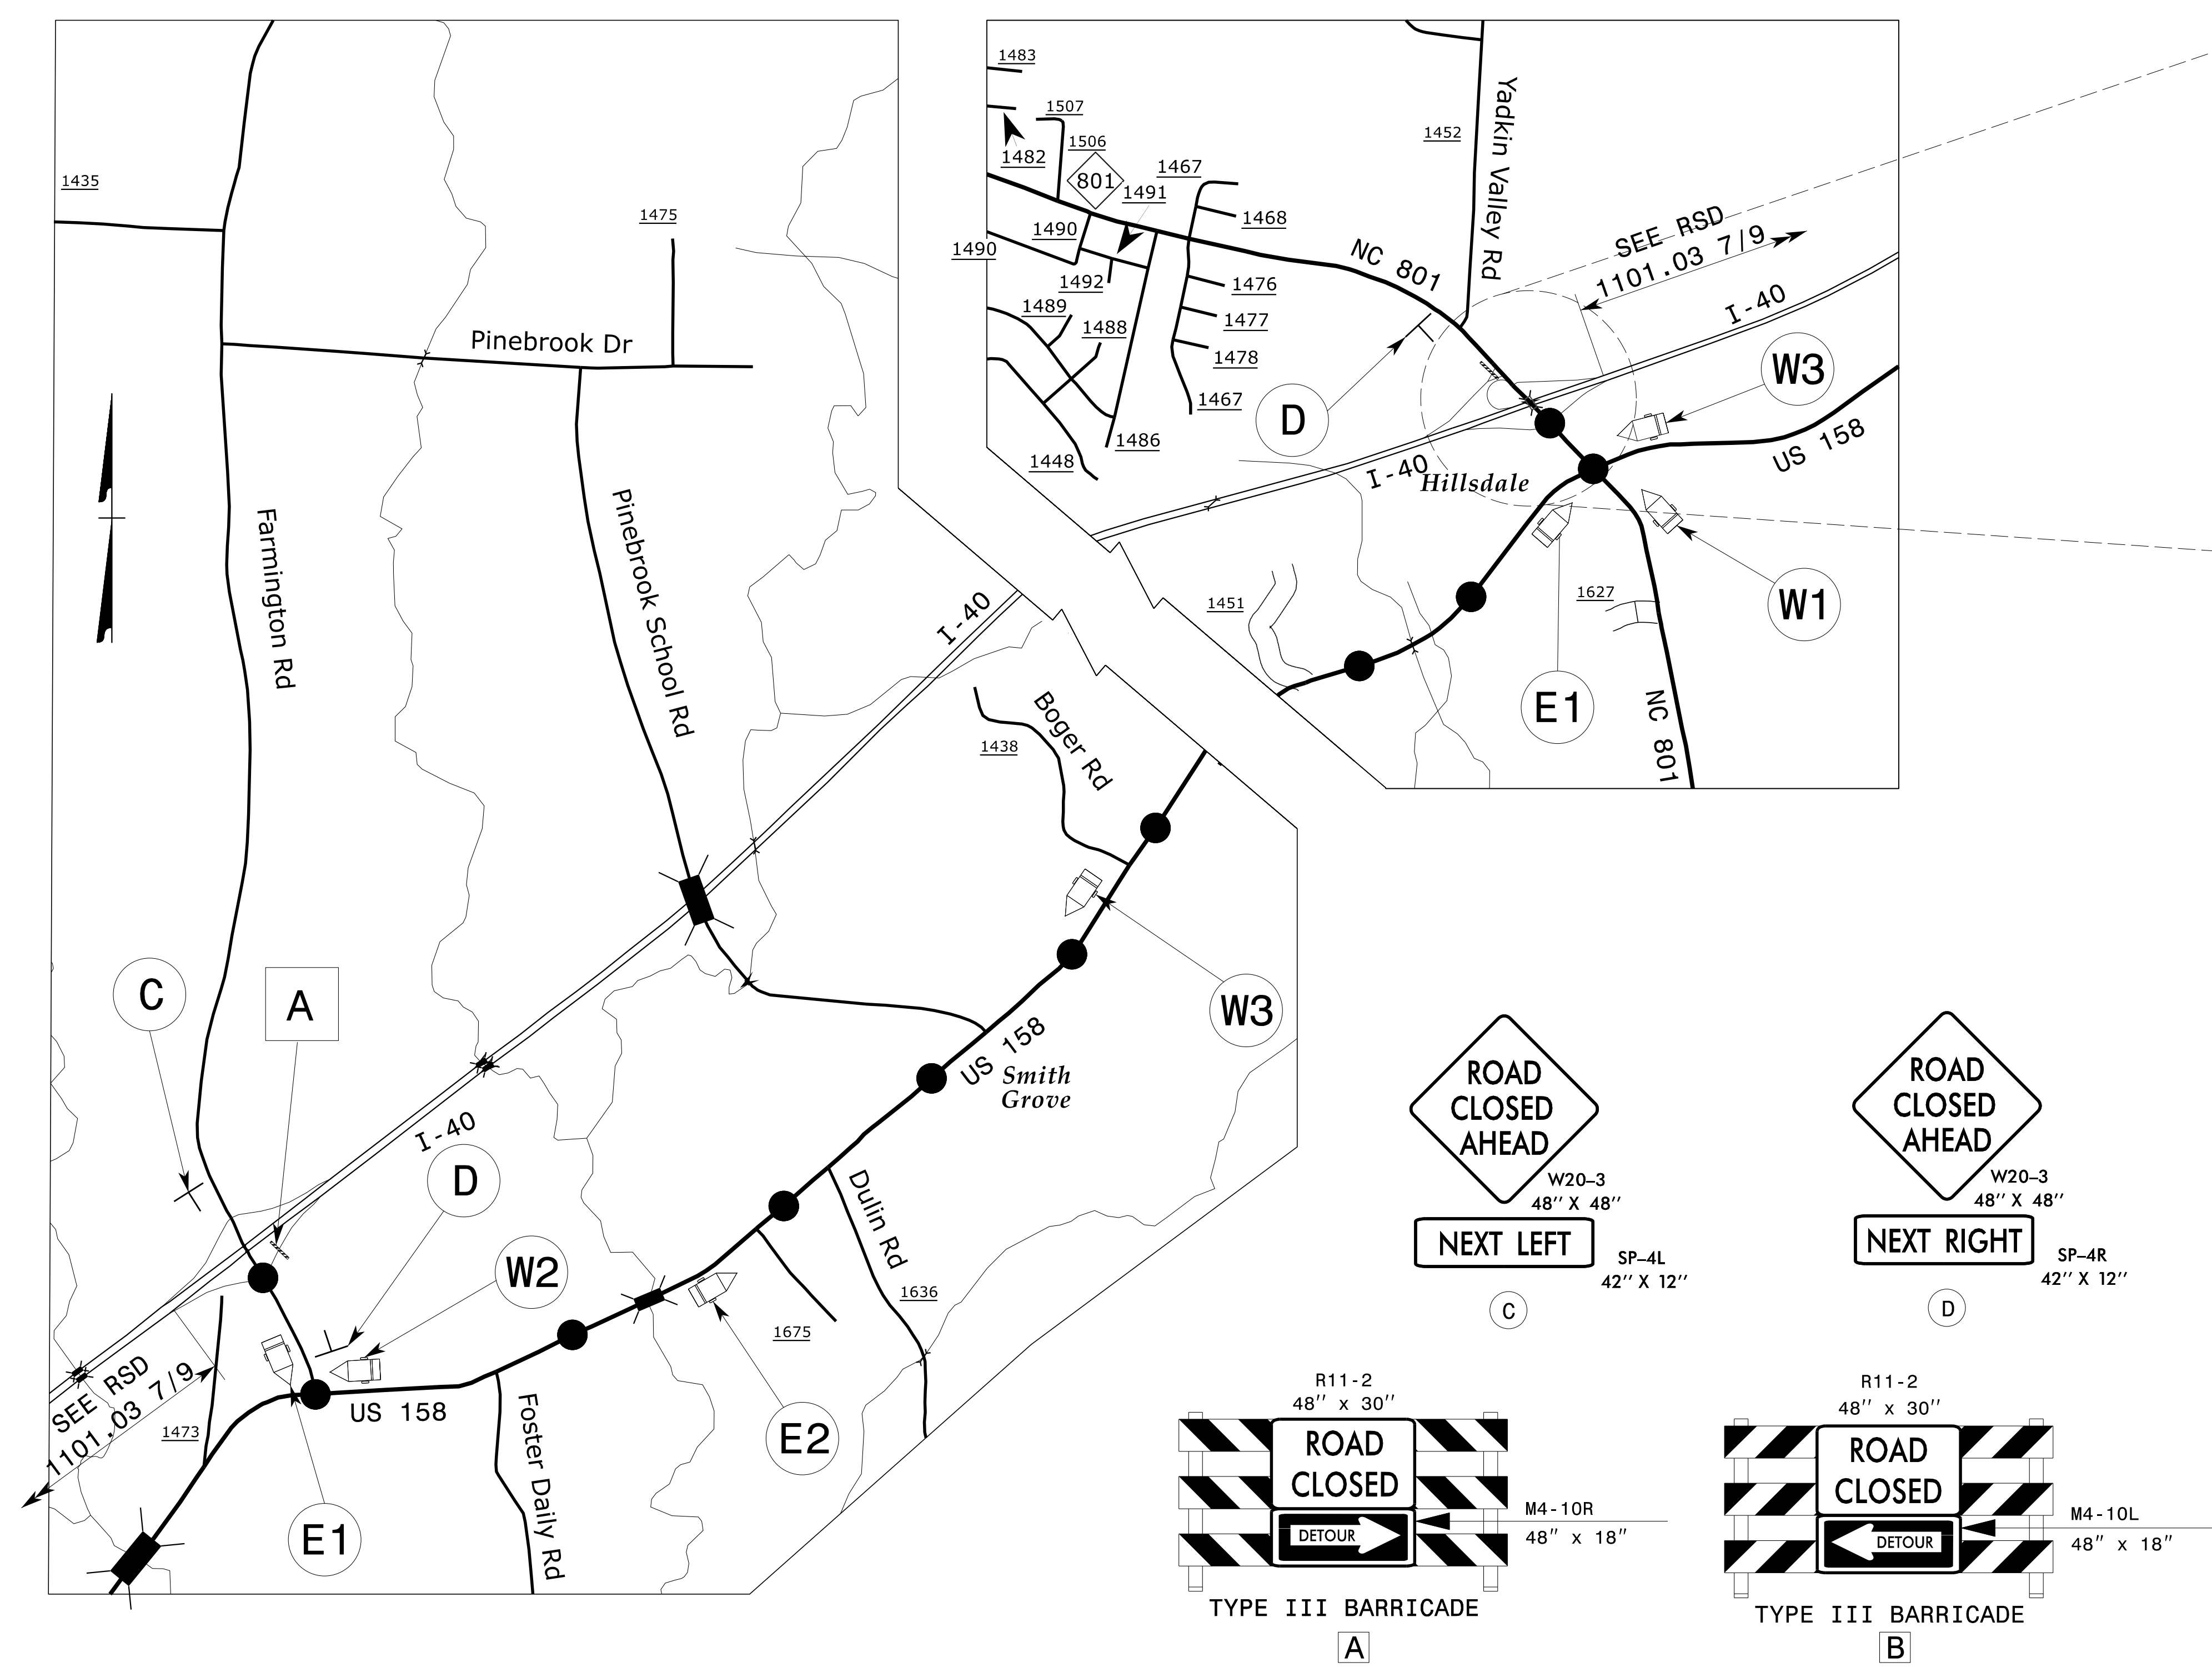 1435
1475
Pinebrook Dr
Farmington Rd
Pinebrook School Rd
I-40
Boger Rd
1438
C
A
W3
US 158
Smith
Grove
I-40
D
W2
Dulin Rd
1636
1675
SEE RSD
1101.03 7/9
1473
US 158
E2
E1
Foster Daily Rd
1483
1507
1506
1482
801
1467
1491
1468
1490
1490
1492
1476
1489
1488
1477
1478
1467
1486
1448
NC 801
1452
Yadkin Valley Rd
SEE RSD
1101.03 7/9
I-40
W3
D
US 158
I-40
Hillsdale
1451
1627
W1
E1
NC 801
ROAD
CLOSED
AHEAD
W20-3
48'' X 48''
NEXT LEFT
SP-4L
42'' X 12''
C
ROAD
CLOSED
AHEAD
W20-3
48'' X 48''
NEXT RIGHT
SP-4R
42'' X 12''
D
R11-2
48'' x 30''
ROAD
CLOSED
DETOUR
M4-10R
48'' x 18''
TYPE III BARRICADE
A
R11-2
48'' x 30''
ROAD
CLOSED
DETOUR
M4-10L
48'' x 18''
TYPE III BARRICADE
B